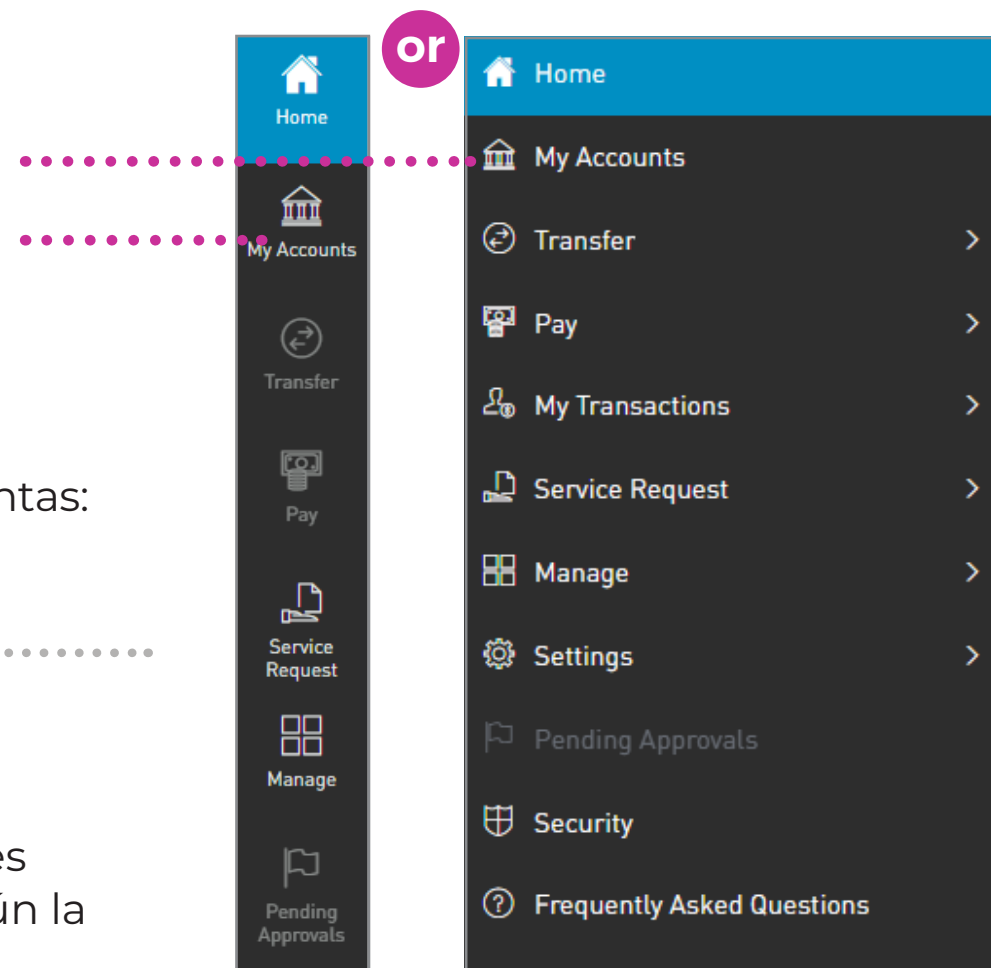 or
Home
My Accounts
Transfer
Pay
Service
Request
Manage
Pending
Approvals
Home
My Accounts
Transfer
Pay
My Transactions
Service Request
Manage
Settings
Pending Approvals
Security
Frequently Asked Questions
ntas:
es
ún la